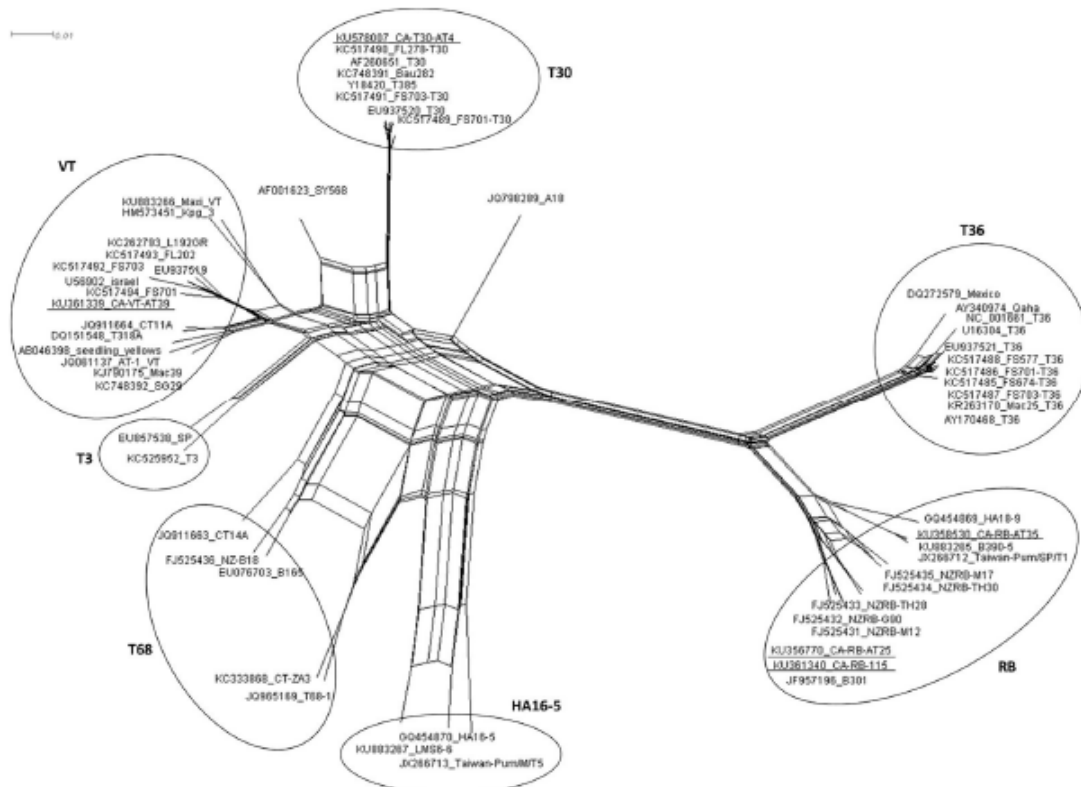 0.01
KU578007_CA-T30-AT4
KC517490_FL278-T30
AF260651_T30
KC748391_Bau282
Y18420_T385
KC517491_FS703-T30
EU937520_T30
KC517489_FS701-T30
T30
VT
AF001623_SY568
JQ798289_A18
KU883266_Maxi_VT
HM573451_Kpg_3
KC262793_L192GR
KC517493_FL202
KC517492_FS703
EU937519
U56902_israel
KC517494_FS701
KU361339_CA-VT-AT39
JQ911664_CT11A
DQ151548_T318A
AB046398_seedling_yellows
JQ061137_AT-1_VT
KJ790175_Mac39
KC748392_SG29
T36
DQ272579_Mexico
AY340974_Qaha
NC_001661_T36
U16304_T36
EU937521_T36
KC517488_FS577_T36
KC517486_FS701-T36
KC517485_FS674-T36
KC517487_FS703-T36
KR263170_Mac25_T36
AY170468_T36
EU857538_SP
KC525952_T3
T3
JQ911663_CT14A
FJ525436_NZ-B18
EU076703_B165
KC333868_CT-ZA3
JQ965169_T68-1
T68
GQ454869_HA18-9
KU358530_CA-RB-AT35
KU883265_B390-5
JX266712_Taiwan-Pum/SP/T1
FJ525435_NZRB-M17
FJ525434_NZRB-TH30
FJ525433_NZRB-TH28
FJ525432_NZRB-G90
FJ525431_NZRB-M12
KU356770_CA-RB-AT25
KU361340_CA-RB-115
JF957196_B301
RB
HA16-5
GQ454870_HA16-5
KU883267_LMS6-6
JX266713_Taiwan-Pum/M/T5